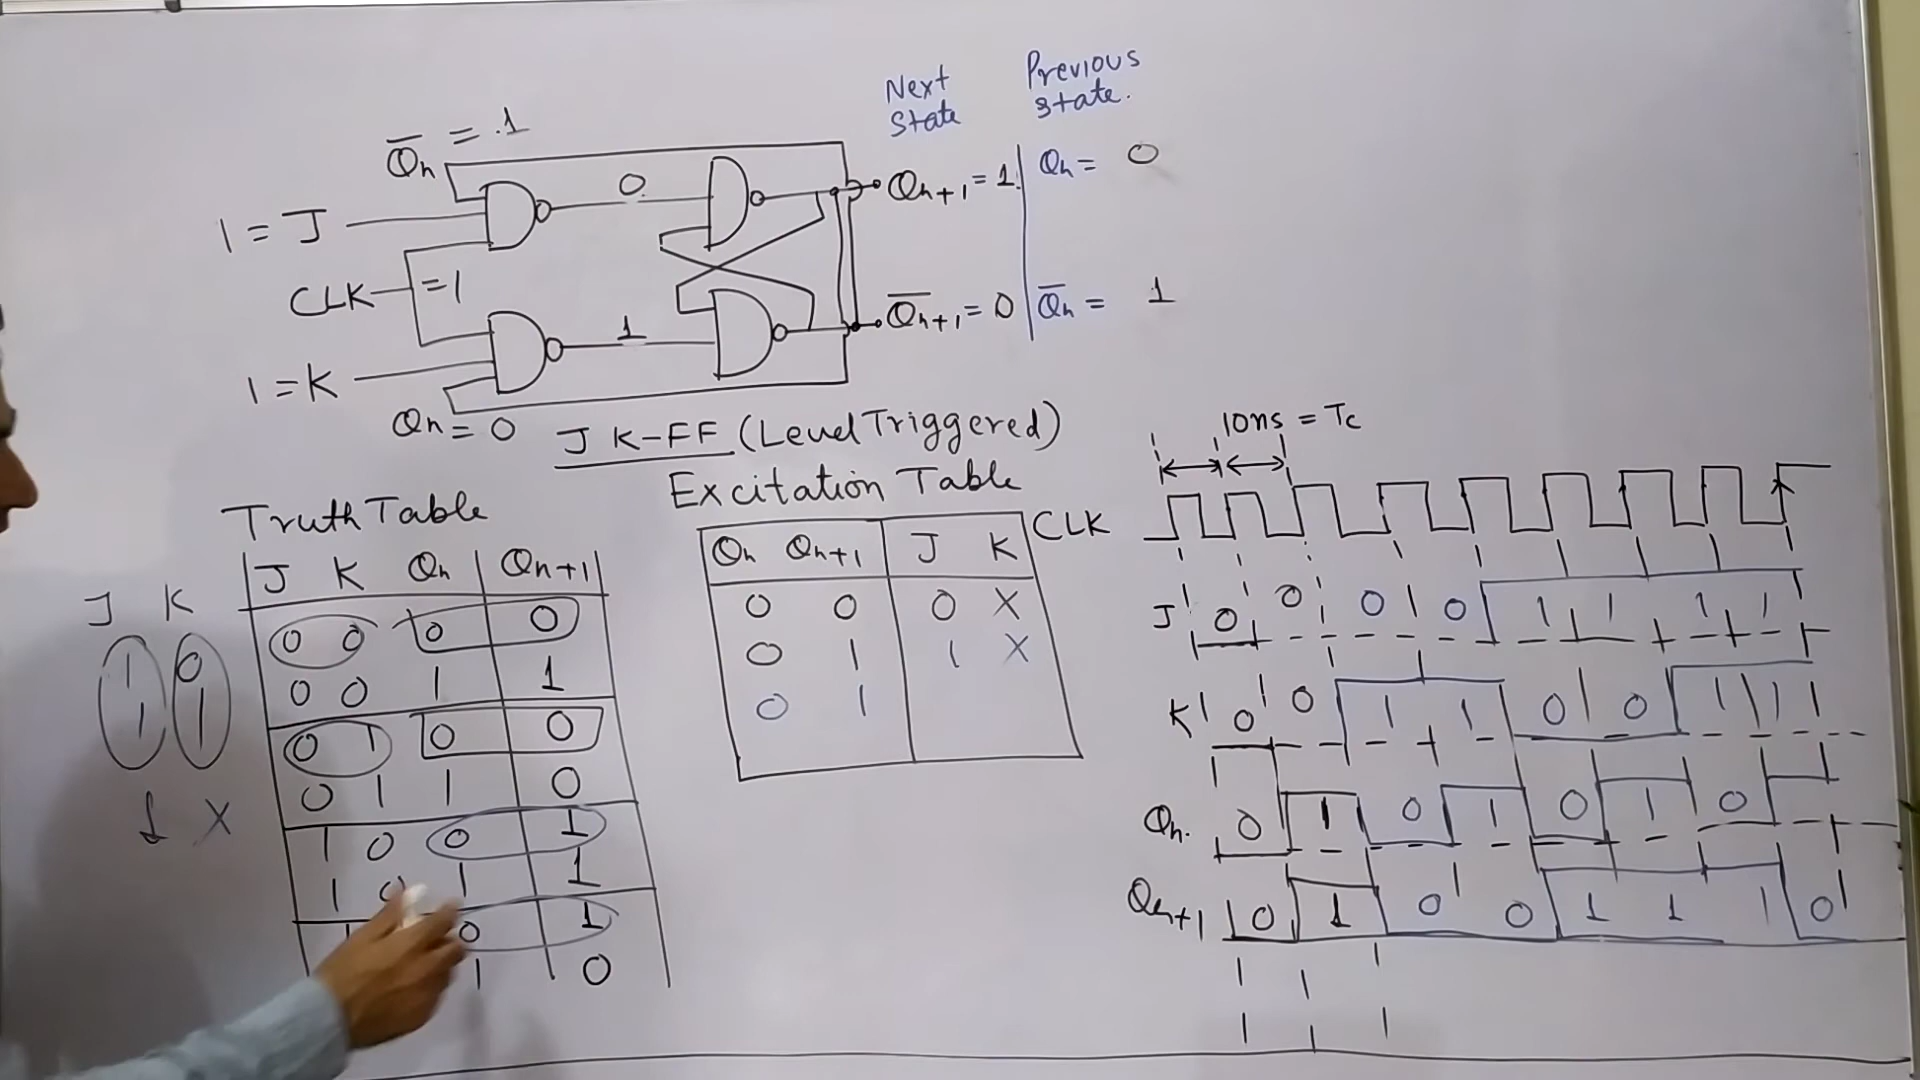 Next State
Previous state.
Q̅n = .1
0
Qn+1 = 1.
Qn = 0
1 = J
CLK = 1
1
Q̅n+1 = 0
Q̅n = 1
1 = K
Qn = 0
JK-FF (Level Triggered)
10ns = Tc
Excitation Table
Truth Table
CLK
Qn Qn+1 J K
0 0 0 X
0 1 1 X
0 1
J K
1 0
1 1
1 X
J K Qn Qn+1
0 0 0 0
0 0 1 1
0 1 0 0
0 1 1 0
1 0 0 1
1 0 1 1
0 1
1 0
J 0 0 0 0 1 1 1 1
K 0 0 1 1 0 0 1 1
Qn. 0 1 0 1 0 1 0
Qn+1 0 1 0 0 1 1 1 0